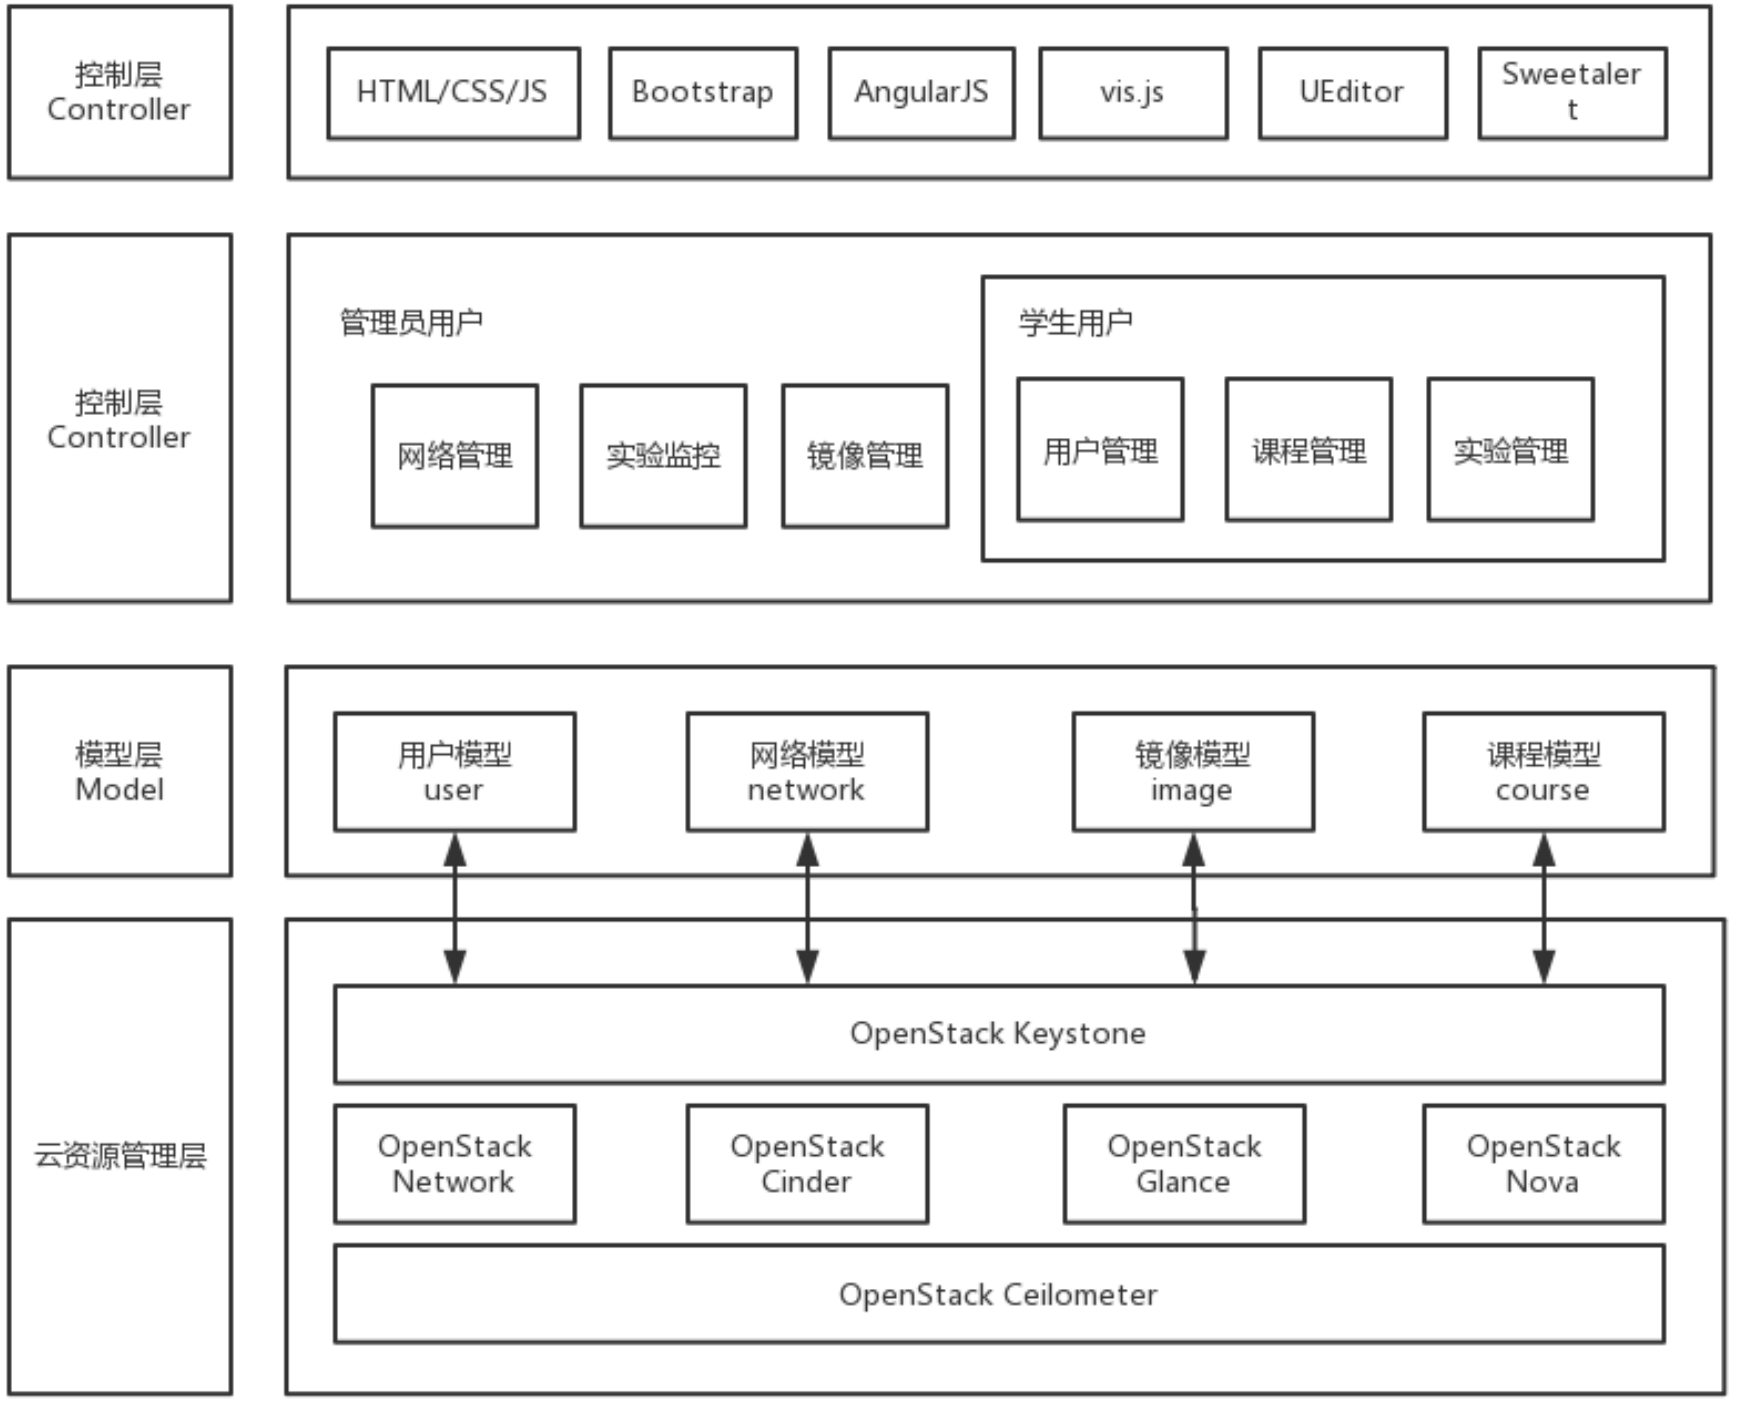 控制层
Controller
HTML/CSS/JS
Bootstrap
AngularJS
vis.js
UEditor
Sweetaler
t
控制层
Controller
管理员用户
网络管理
实验监控
镜像管理
学生用户
用户管理
课程管理
实验管理
模型层
Model
用户模型
user
网络模型
network
镜像模型
image
课程模型
course
云资源管理层
OpenStack Keystone
OpenStack
Network
OpenStack
Cinder
OpenStack
Glance
OpenStack
Nova
OpenStack Ceilometer